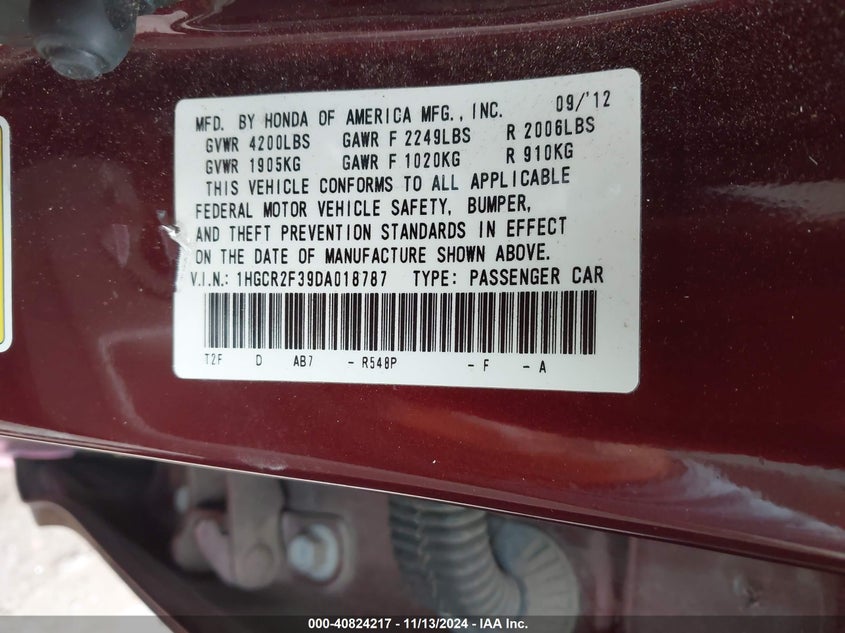 MFD. BY HONDA OF AMERICA MFG., INC. 09/'12
GVWR 4200LBS GAWR F 2249LBS R 2006LBS
GVWR 1905KG GAWR F 1020KG R 910KG
THIS VEHICLE CONFORMS TO ALL APPLICABLE
FEDERAL MOTOR VEHICLE SAFETY, BUMPER,
AND THEFT PREVENTION STANDARDS IN EFFECT
ON THE DATE OF MANUFACTURE SHOWN ABOVE.
V.I.N.: 1HGCR2F39DA018787 TYPE: PASSENGER CAR
T2F D AB7 - R548P - F - A
000-40824217 - 11/13/2024 - IAA Inc.